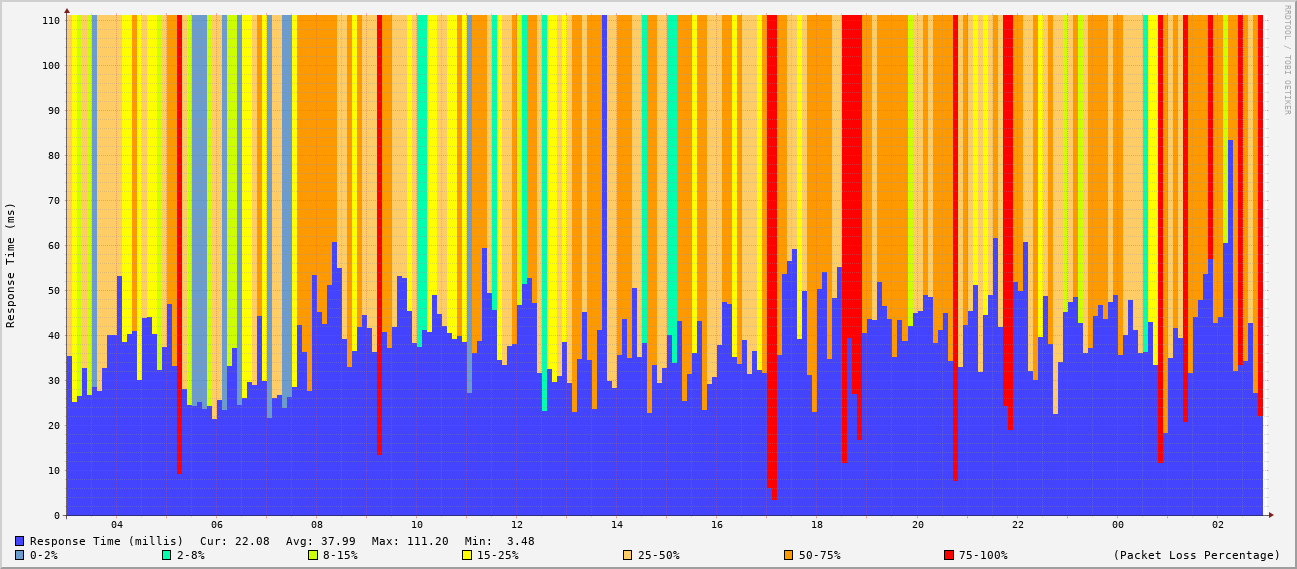 RRDTOOL / TOBI OETIKER
Response Time (ms)
110
100
90
80
70
60
50
40
30
20
10
0
04 06 08 10 12 14 16 18 20 22 00 02
Response Time (millis) Cur: 22.08 Avg: 37.99 Max: 111.20 Min: 3.48
0-2% 2-8% 8-15% 15-25% 25-50% 50-75% 75-100% (Packet Loss Percentage)